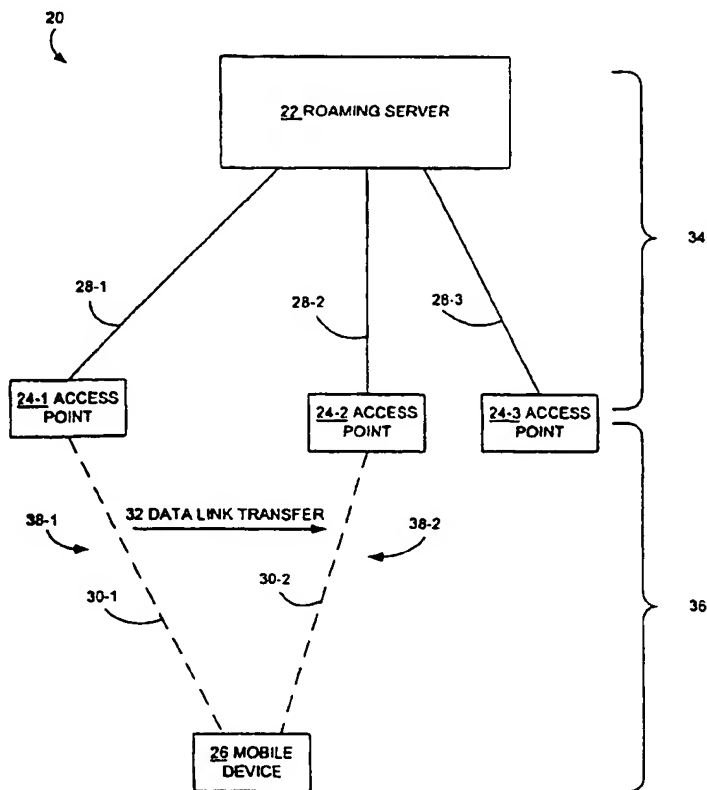 20
22 ROAMING SERVER
34
28-1
28-2
28-3
24-1 ACCESS
POINT
24-2 ACCESS
POINT
24-3 ACCESS
POINT
32 DATA LINK TRANSFER
38-1
38-2
30-1
30-2
36
26 MOBILE
DEVICE